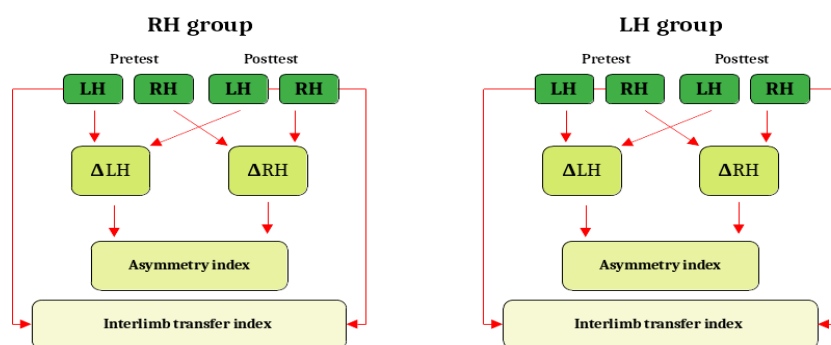 RH group
Pretest Posttest
LH RH LH RH
ΔLH ΔRH
Asymmetry index
Interlimb transfer index
LH group
Pretest Posttest
LH RH LH RH
ΔLH ΔRH
Asymmetry index
Interlimb transfer index